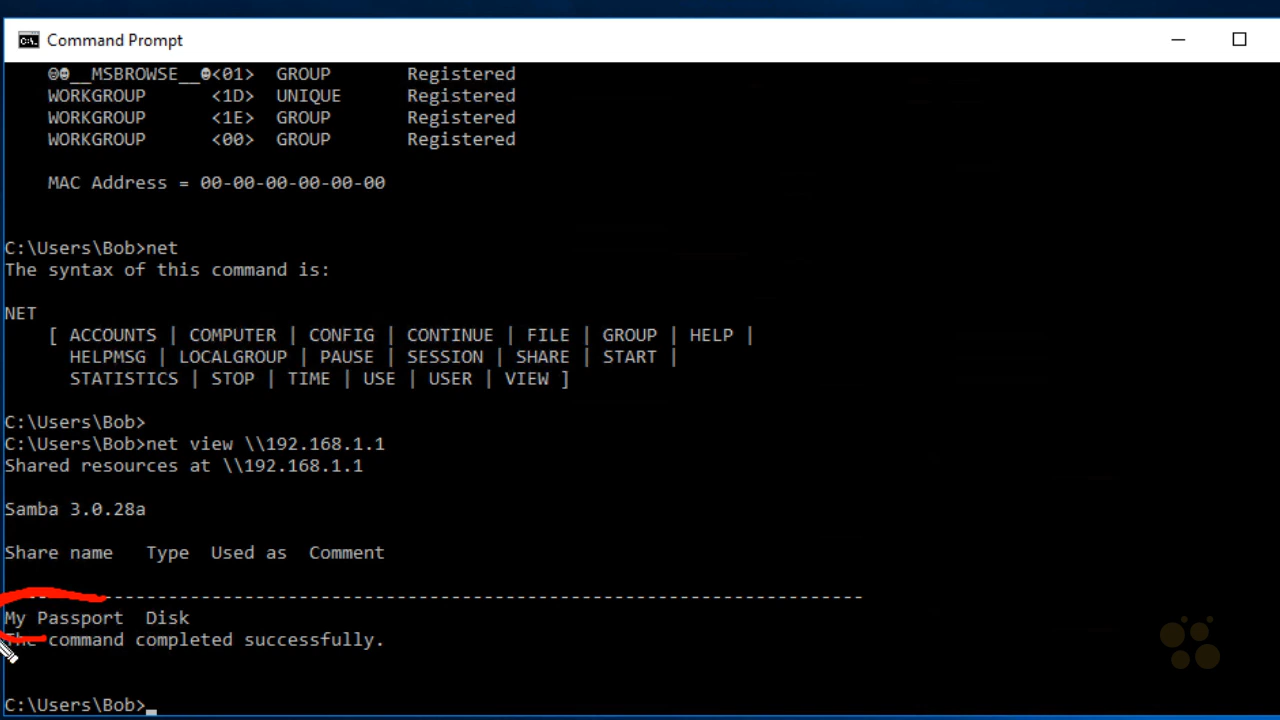 Command Prompt
☺☻__MSBROWSE__☻<01>  GROUP       Registered
WORKGROUP      <1D>  UNIQUE      Registered
WORKGROUP      <1E>  GROUP       Registered
WORKGROUP      <00>  GROUP       Registered
MAC Address = 00-00-00-00-00-00
C:\Users\Bob>net
The syntax of this command is:
NET
[ ACCOUNTS | COMPUTER | CONFIG | CONTINUE | FILE | GROUP | HELP |
HELPMSG | LOCALGROUP | PAUSE | SESSION | SHARE | START |
STATISTICS | STOP | TIME | USE | USER | VIEW ]
C:\Users\Bob>
C:\Users\Bob>net view \\192.168.1.1
Shared resources at \\192.168.1.1
Samba 3.0.28a
Share name   Type  Used as  Comment
-------------------------------------------------------------------------------
My Passport  Disk
The command completed successfully.
C:\Users\Bob>_